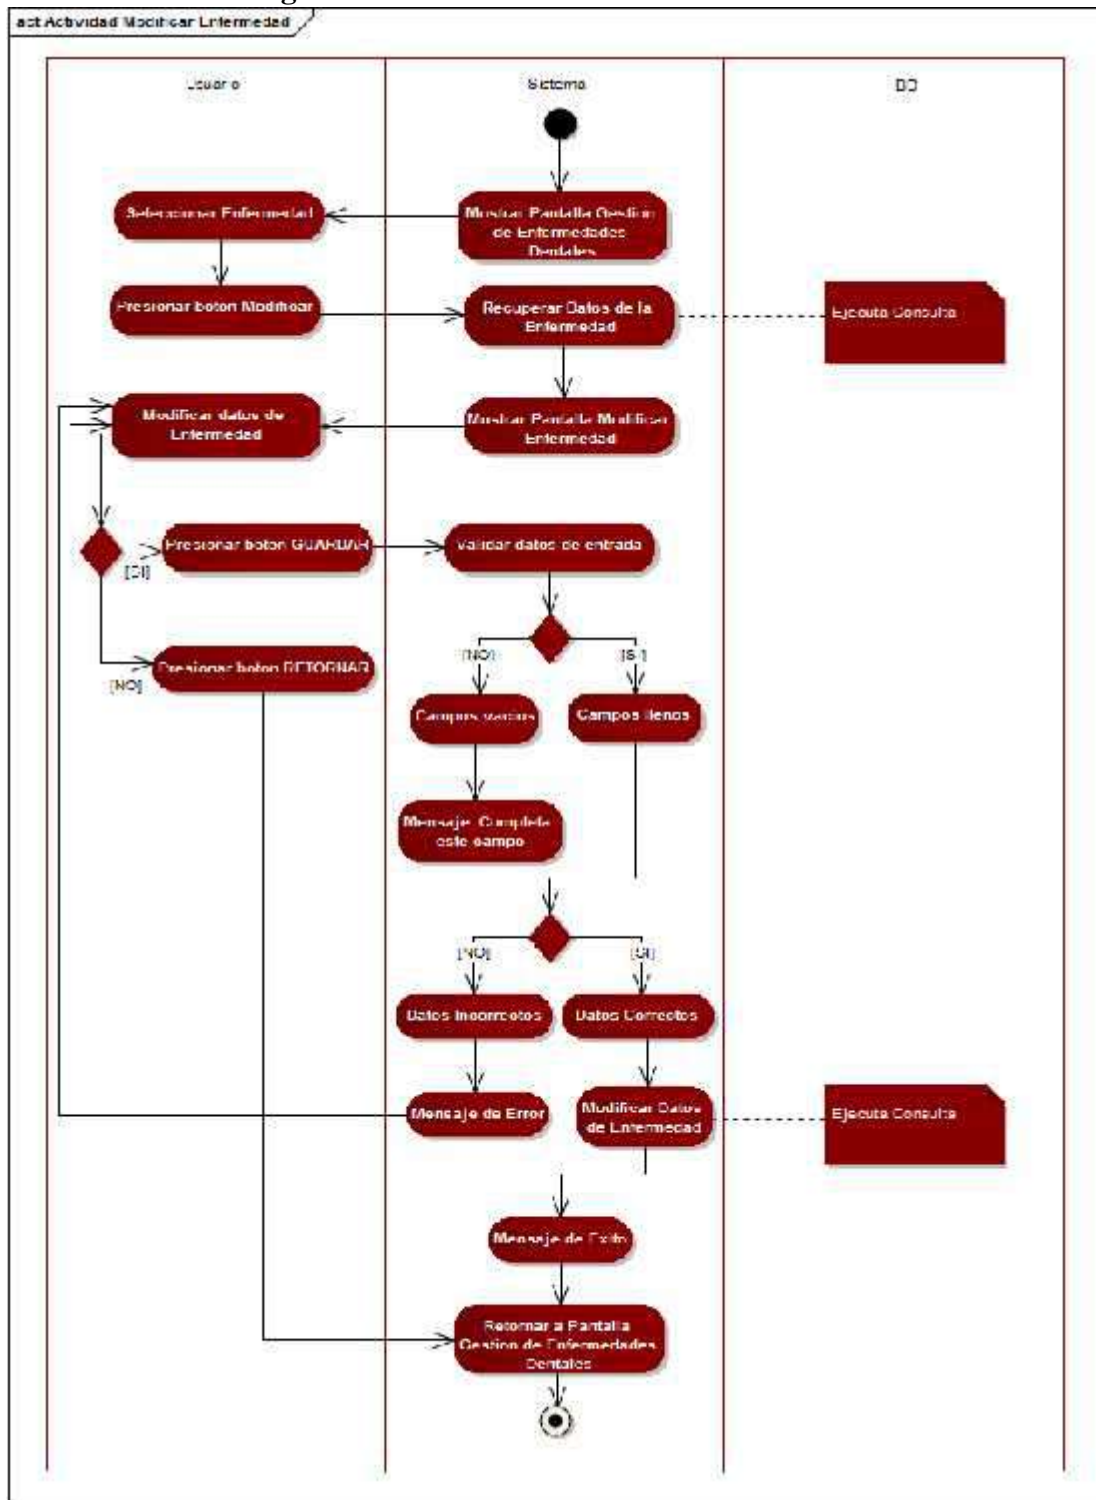 act Actividad Modificar Enfermedad
Usuario
Sistema
BD
Seleccionar Enfermedad
Mostrar Pantalla Gestion
de Enfermedades
Dentales
Presionar boton Modificar
Recuperar Datos de la
Enfermedad
Ejecuta Consulta
Modificar datos de
Enfermedad
Mostrar Pantalla Modificar
Enfermedad
Presionar boton GUARDAR
Validar datos de entrada
[SI]
[NO]
[SI]
Presionar boton RETORNAR
[NO]
Campos vacios
Campos llenos
Mensaje: Completa
este campo
[NO]
[SI]
Datos Incorrectos
Datos Correctos
Mensaje de Error
Modificar Datos
de Enfermedad
Ejecuta Consulta
Mensaje de Exito
Retornar a Pantalla
Gestion de Enfermedades
Dentales